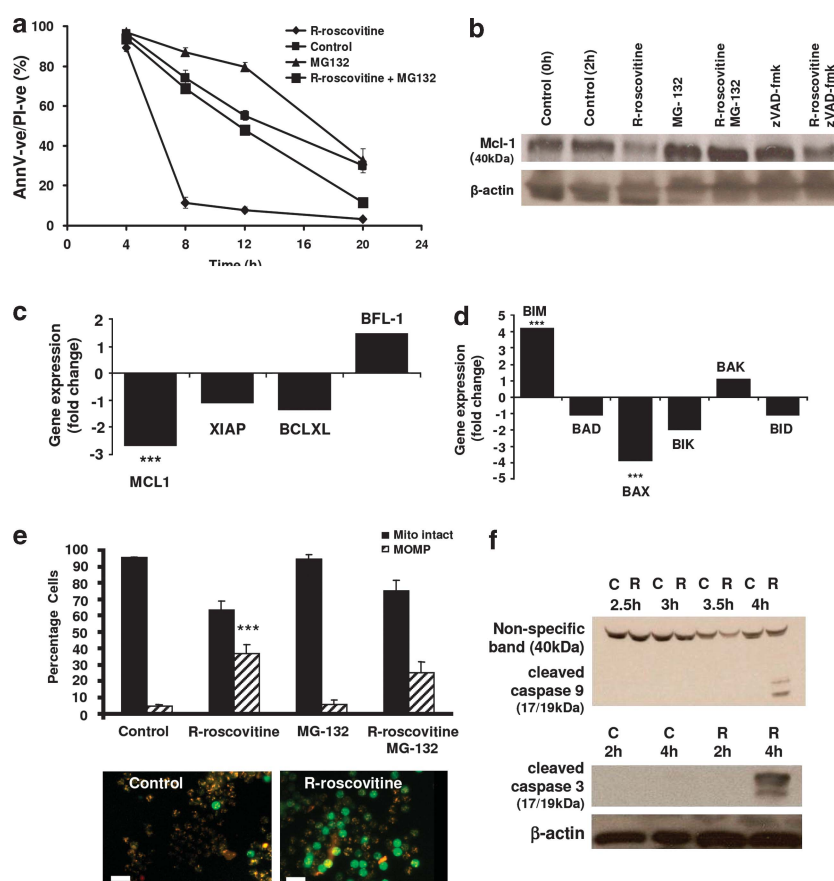 a
100
80
60
40
20
0
AnnV-ve/PI-ve (%)
0 4 8 12 16 20 24
Time (h)
R-roscovitine
Control
MG132
R-roscovitine + MG132
b
Control (0h)
Control (2h)
R-roscovitine
MG-132
R-roscovitine
MG-132
zVAD-fmk
R-roscovitine
zVAD-fmk
Mcl-1
(40kDa)
β-actin
c
Gene expression
(fold change)
2
1
0
-1
-2
-3
BFL-1
XIAP
BCLXL
***
MCL1
d
Gene expression
(fold change)
5
4
3
2
1
0
-1
-2
-3
-4
-5
BIM
***
BAK
BAD
BIK
BID
***
BAX
e
Mito intact
MOMP
Percentage Cells
100
90
80
70
60
50
40
30
20
10
0
***
Control
R-roscovitine
MG-132
R-roscovitine
MG-132
Control
R-roscovitine
f
C R C R C R C R
2.5h 3h 3.5h 4h
Non-specific
band (40kDa)
cleaved
caspase 9
(17/19kDa)
C C R R
2h 4h 2h 4h
cleaved
caspase 3
(17/19kDa)
β-actin